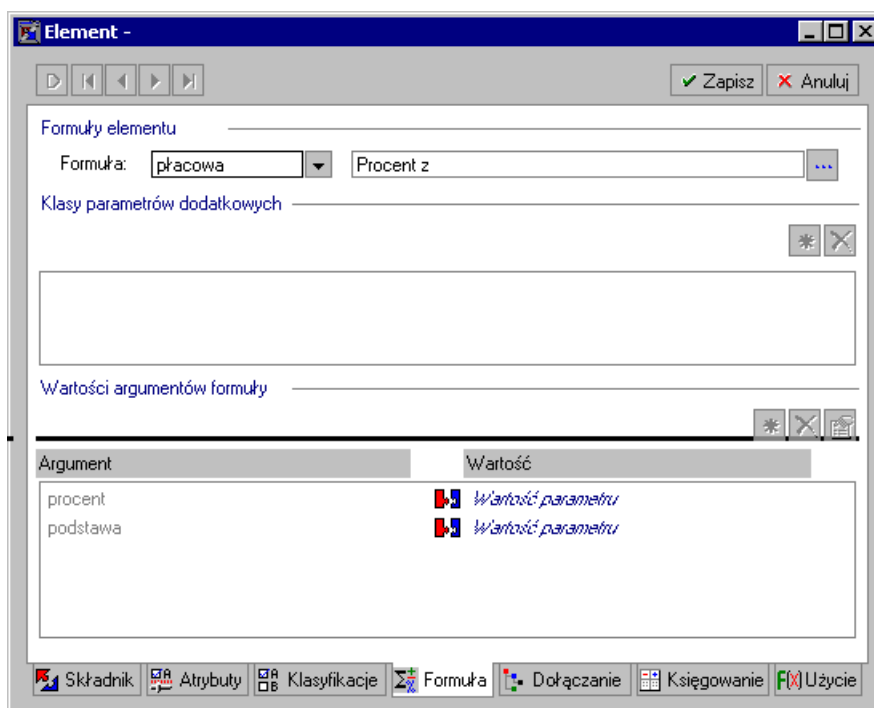 Element -
Zapisz Anuluj
Formuły elementu
Formuła: płacowa Procent z ...
Klasy parametrów dodatkowych
Wartości argumentów formuły
Argument Wartość
procent Wartość parametru
podstawa Wartość parametru
Składnik Atrybuty Klasyfikacje Formuła Dołączanie Księgowanie F(X) Użycie